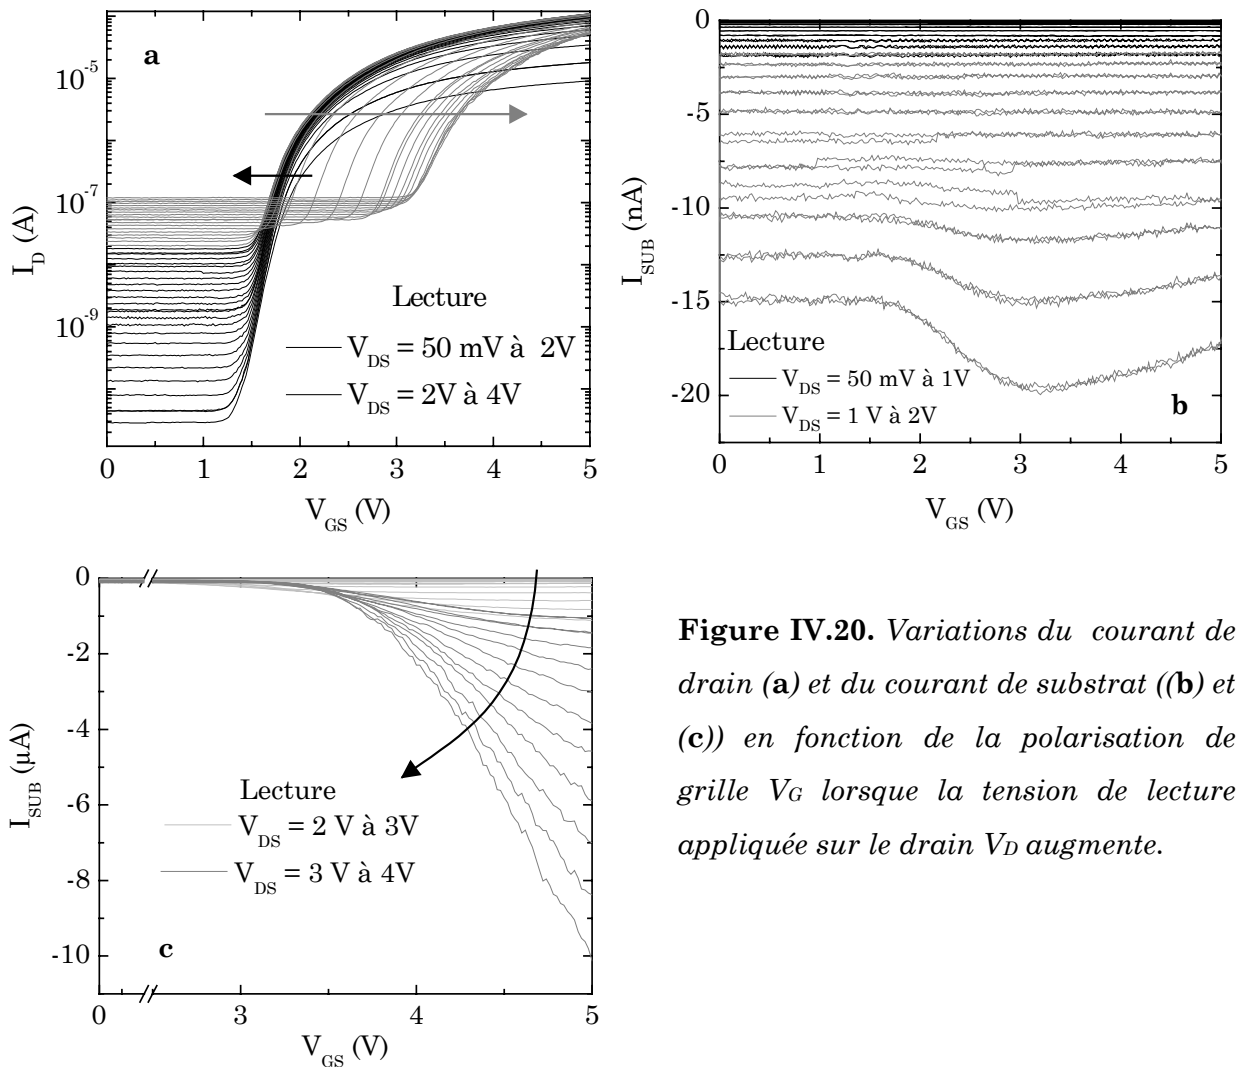 a
10-5
10-7
10-9
I_D (A)
Lecture
V_DS = 50 mV à 2V
V_DS = 2V à 4V
0 1 2 3 4 5
V_GS (V)
0
-5
-10
-15
-20
I_SUB (nA)
Lecture
V_DS = 50 mV à 1V
V_DS = 1 V à 2V
b
0 1 2 3 4 5
V_GS (V)
0
-2
-4
-6
-8
-10
I_SUB (µA)
Lecture
V_DS = 2 V à 3V
V_DS = 3 V à 4V
c
0 3 4 5
V_GS (V)
Figure IV.20. Variations du courant de
drain (a) et du courant de substrat ((b) et
(c)) en fonction de la polarisation de
grille VG lorsque la tension de lecture
appliquée sur le drain VD augmente.